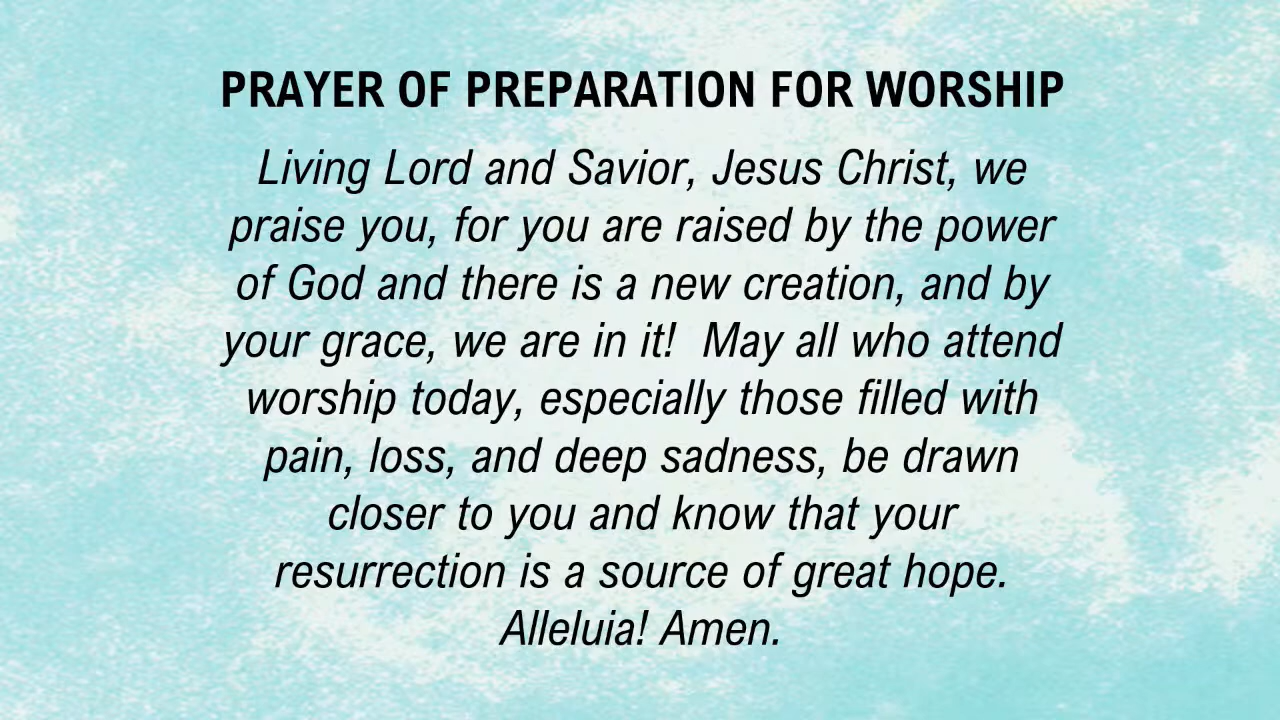 PRAYER OF PREPARATION FOR WORSHIP
Living Lord and Savior, Jesus Christ, we
praise you, for you are raised by the power
of God and there is a new creation, and by
your grace, we are in it!  May all who attend
worship today, especially those filled with
pain, loss, and deep sadness, be drawn
closer to you and know that your
resurrection is a source of great hope.
Alleluia! Amen.